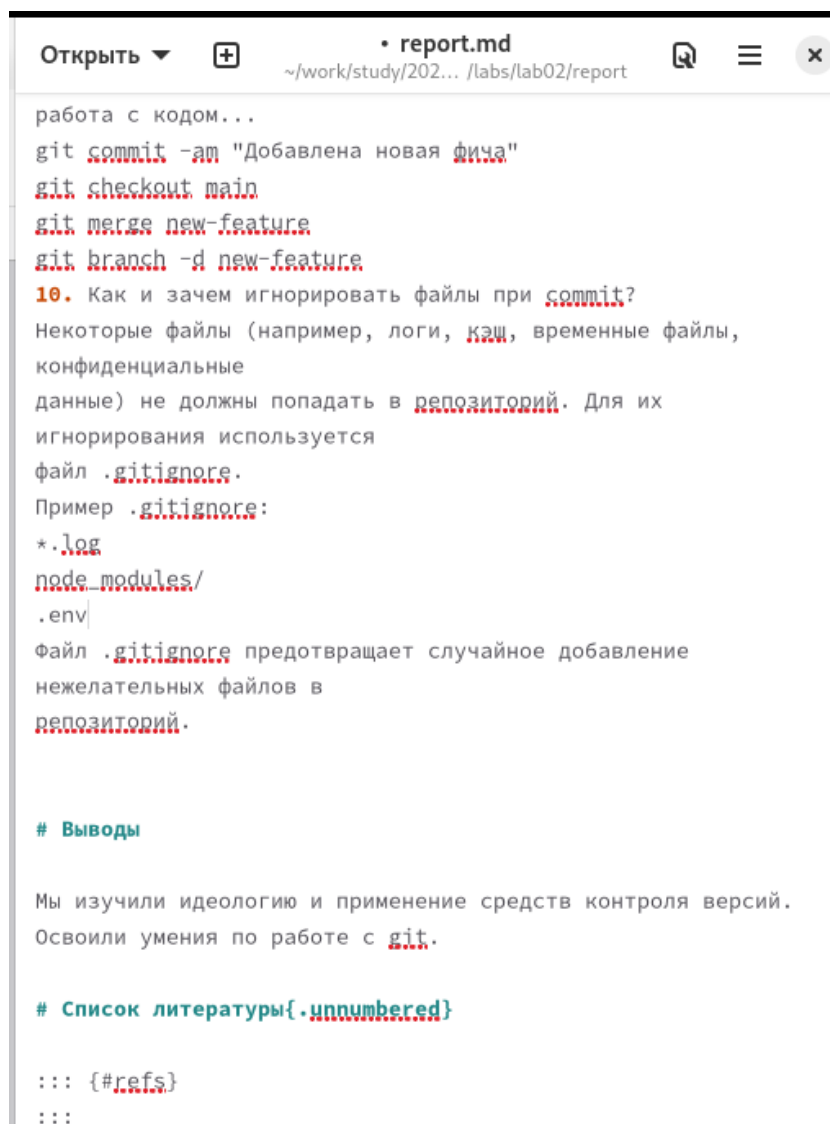 Открыть
• report.md
~/work/study/202... /labs/lab02/report
работа с кодом...
git commit -am "Добавлена новая фича"
git checkout main
git merge new-feature
git branch -d new-feature
10. Как и зачем игнорировать файлы при commit?
Некоторые файлы (например, логи, кэш, временные файлы,
конфиденциальные
данные) не должны попадать в репозиторий. Для их
игнорирования используется
файл .gitignore.
Пример .gitignore:
*.log
node_modules/
.env
Файл .gitignore предотвращает случайное добавление
нежелательных файлов в
репозиторий.
# Выводы
Мы изучили идеологию и применение средств контроля версий.
Освоили умения по работе с git.
# Список литературы{.unnumbered}
::: {#refs}
:::